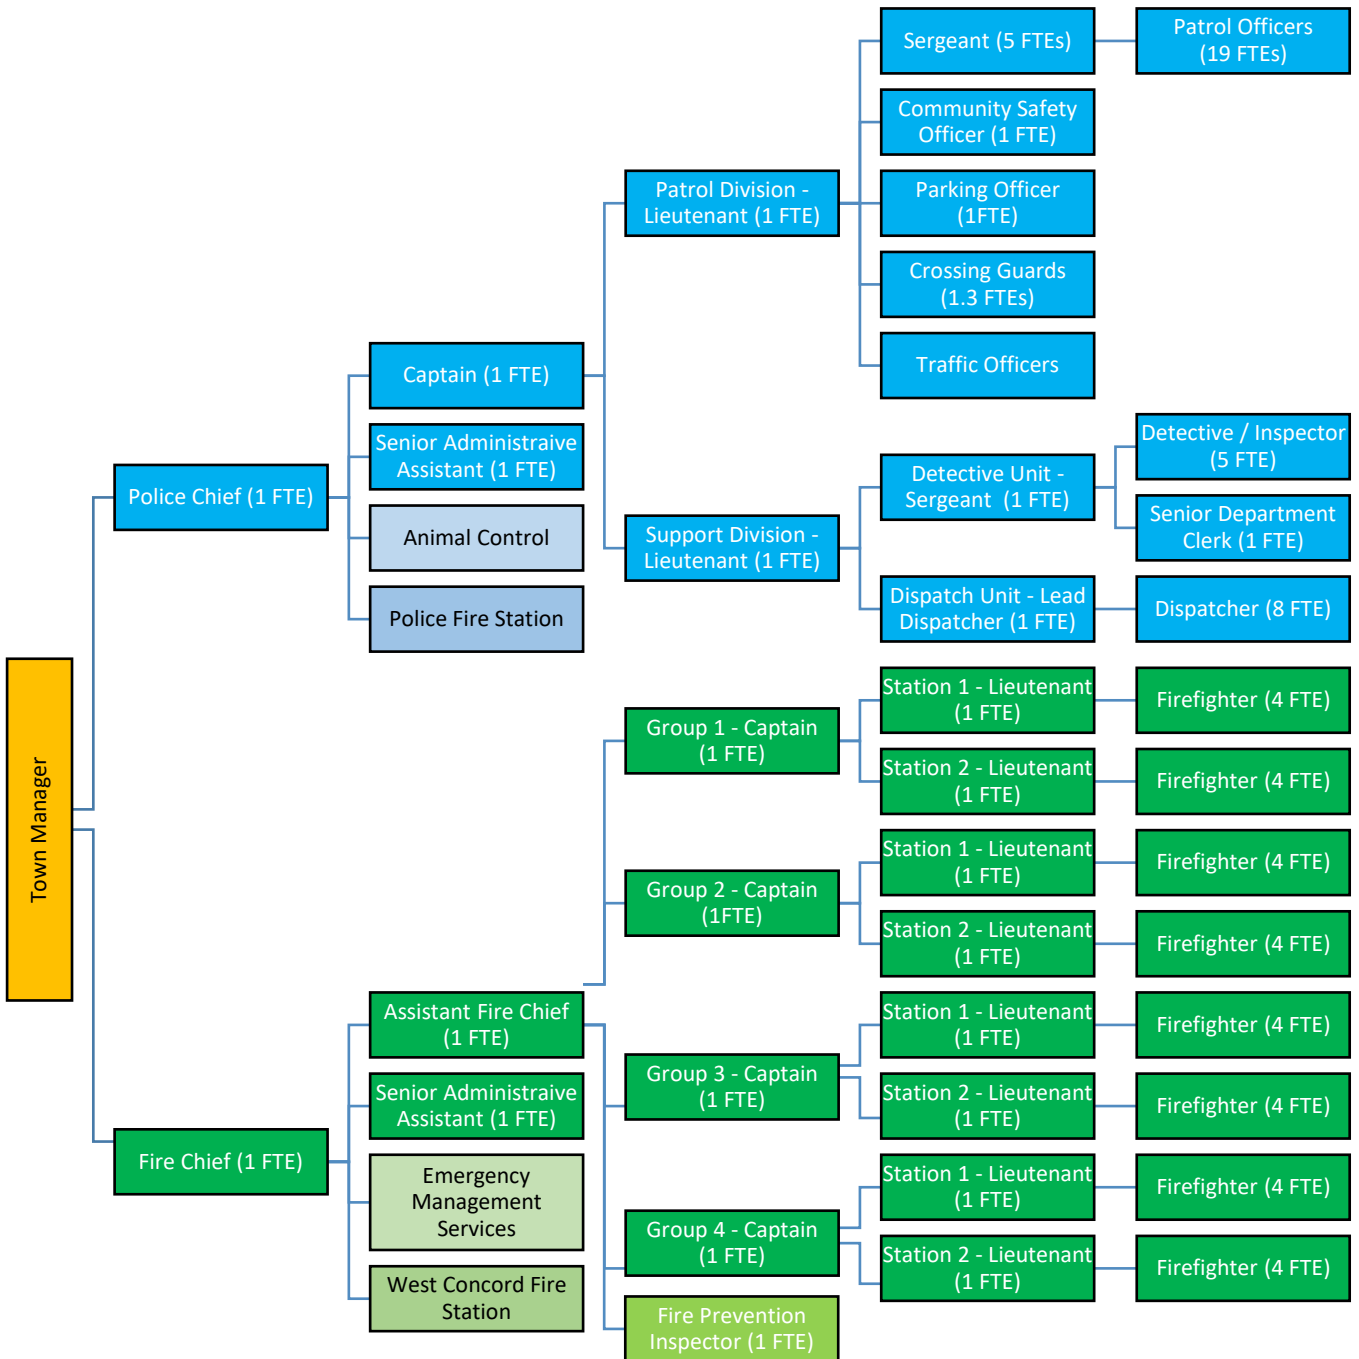 Town Manager
Police Chief (1 FTE)
Captain (1 FTE)
Senior Administraive
Assistant (1 FTE)
Animal Control
Police Fire Station
Patrol Division -
Lieutenant (1 FTE)
Support Division -
Lieutenant (1 FTE)
Sergeant (5 FTEs)
Community Safety
Officer (1 FTE)
Parking Officer
(1FTE)
Crossing Guards
(1.3 FTEs)
Traffic Officers
Patrol Officers
(19 FTEs)
Detective Unit -
Sergeant (1 FTE)
Dispatch Unit - Lead
Dispatcher (1 FTE)
Detective / Inspector
(5 FTE)
Senior Department
Clerk (1 FTE)
Dispatcher (8 FTE)
Fire Chief (1 FTE)
Assistant Fire Chief
(1 FTE)
Senior Administraive
Assistant (1 FTE)
Emergency
Management
Services
West Concord Fire
Station
Group 1 - Captain
(1 FTE)
Station 1 - Lieutenant
(1 FTE)
Firefighter (4 FTE)
Station 2 - Lieutenant
(1 FTE)
Firefighter (4 FTE)
Group 2 - Captain
(1FTE)
Station 1 - Lieutenant
(1 FTE)
Firefighter (4 FTE)
Station 2 - Lieutenant
(1 FTE)
Firefighter (4 FTE)
Group 3 - Captain
(1 FTE)
Station 1 - Lieutenant
(1 FTE)
Firefighter (4 FTE)
Station 2 - Lieutenant
(1 FTE)
Firefighter (4 FTE)
Group 4 - Captain
(1 FTE)
Station 1 - Lieutenant
(1 FTE)
Firefighter (4 FTE)
Station 2 - Lieutenant
(1 FTE)
Firefighter (4 FTE)
Fire Prevention
Inspector (1 FTE)